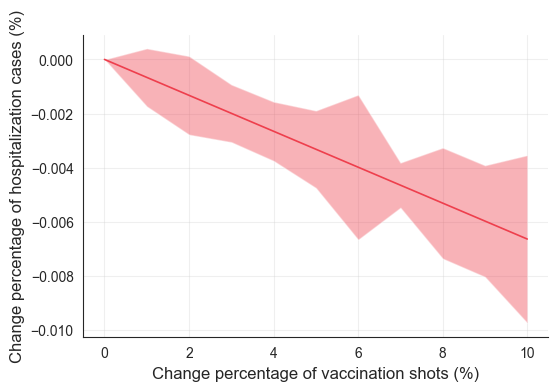 Change percentage of hospitalization cases (%)
0.000
−0.002
−0.004
−0.006
−0.008
−0.010
0 2 4 6 8 10
Change percentage of vaccination shots (%)